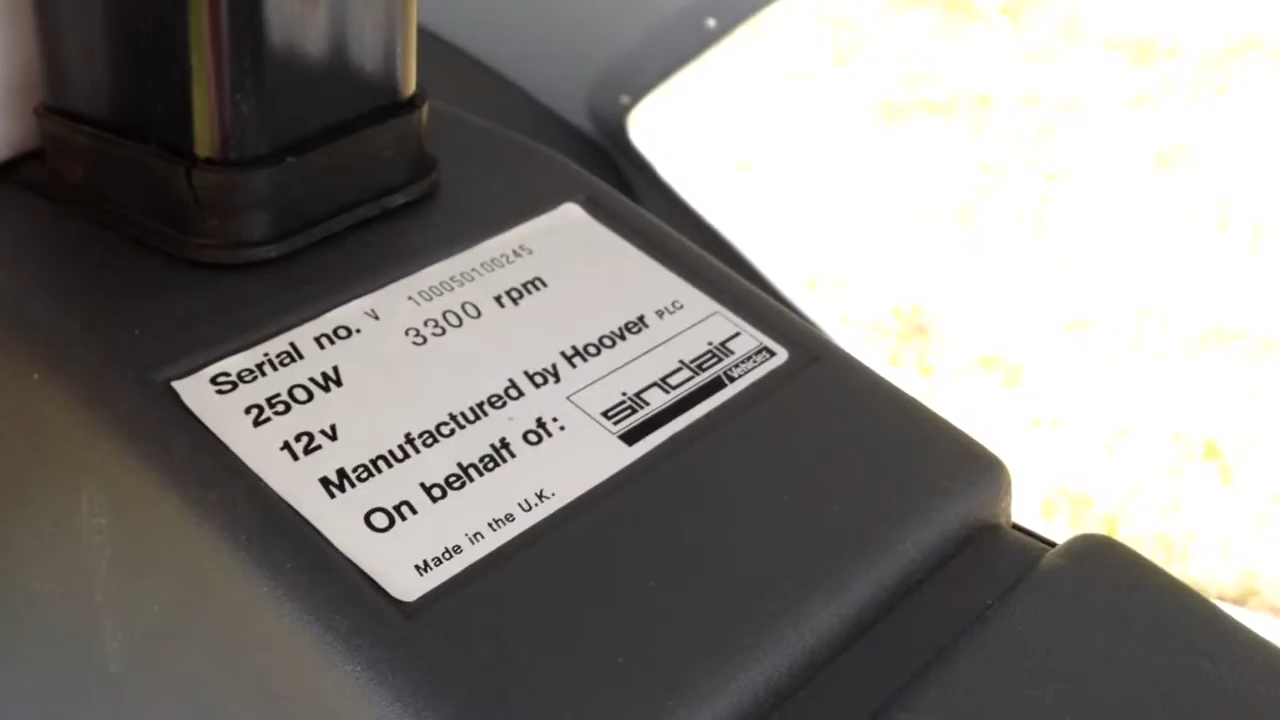 Serial no. V 100050100245
250W 3300 rpm
12v
Manufactured by Hoover PLC
On behalf of: sinclair Vehicles
Made in the U.K.